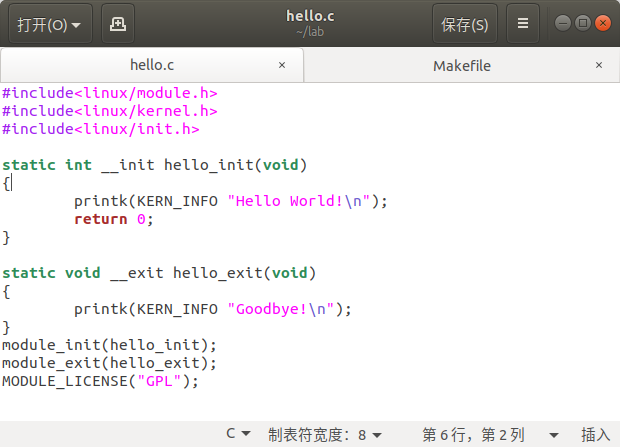 打开(O)
hello.c
~/lab
保存(S)
hello.c
Makefile
#include<linux/module.h>
#include<linux/kernel.h>
#include<linux/init.h>
static int __init hello_init(void)
{
        printk(KERN_INFO "Hello World!\n");
        return 0;
}
static void __exit hello_exit(void)
{
        printk(KERN_INFO "Goodbye!\n");
}
module_init(hello_init);
module_exit(hello_exit);
MODULE_LICENSE("GPL");
C 制表符宽度：8 第 6 行，第 2 列 插入